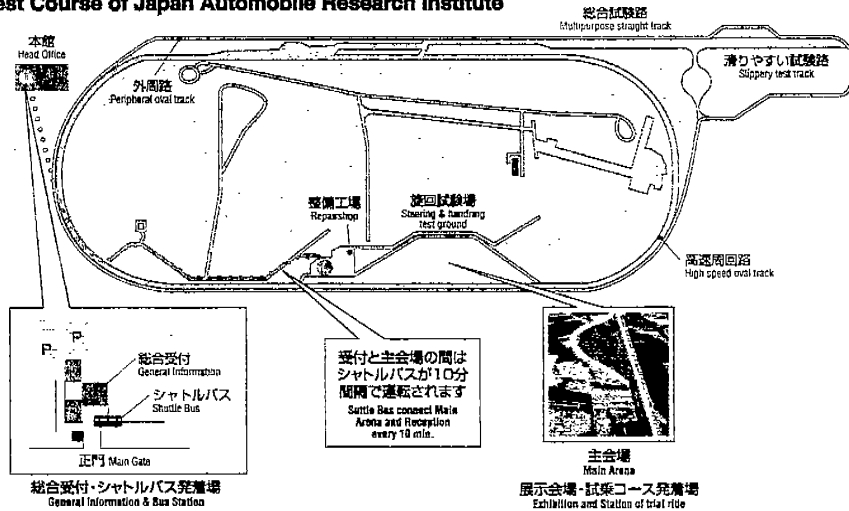 est Course of Japan Automobile Research Institute
総合試験路
Multipurpose straight track
本館
Head Office
滑りやすい試験路
Slippery test track
外周路
Peripheral oval track
整備工場
Repairshop
旋回試験場
Steering & handring
test ground
高速周回路
High speed oval track
P
P
総合受付
General Information
シャトルバス
Shuttle Bus
正門 Main Gate
総合受付・シャトルバス発着場
General Information & Bus Station
受付と主会場の間は
シャトルバスが10分
間隔で運転されます
Suttle Bus connect Main
Arena and Reception
every 10 min.
主会場
Main Arena
展示会場・試乗コース発着場
Exhibition and Station of trial ride